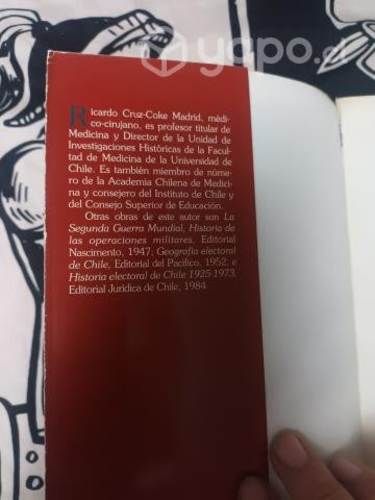 yapo.cl
Ricardo Cruz-Coke Madrid, médi-
co-cirujano, es profesor titular de
Medicina y Director de la Unidad de
Investigaciones Históricas de la Facul-
tad de Medicina de la Universidad de
Chile. Es también miembro de núme-
ro de la Academia Chilena de Medici-
na y consejero del Instituto de Chile y
del Consejo Superior de Educación.
Otras obras de este autor son La
Segunda Guerra Mundial, Historia de
las operaciones militares, Editorial
Nascimento, 1947; Geografía electoral
de Chile, Editorial del Pacífico, 1952; e
Historia electoral de Chile 1925-1973,
Editorial Jurídica de Chile, 1984.